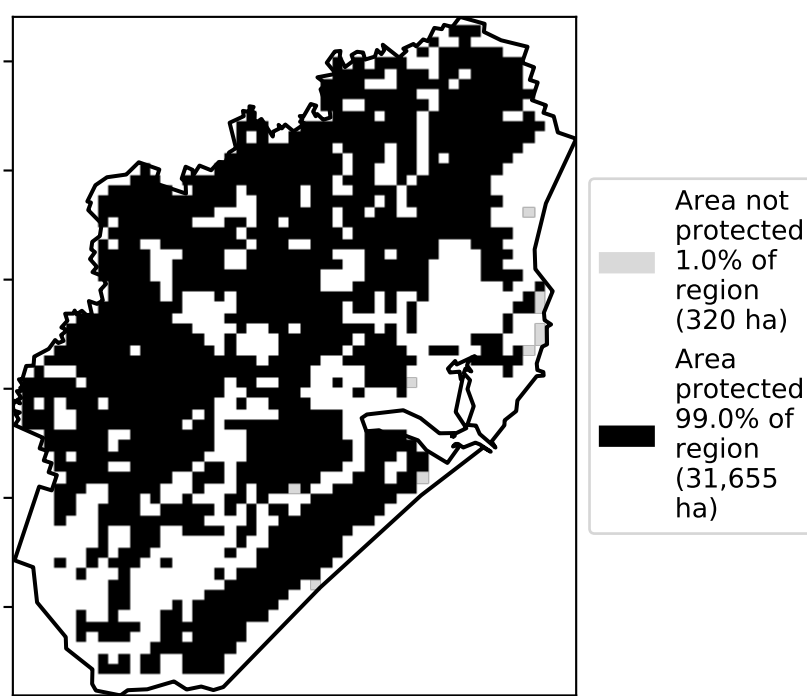 Area not
protected
1.0% of
region
(320 ha)
Area
protected
99.0% of
region
(31,655
ha)